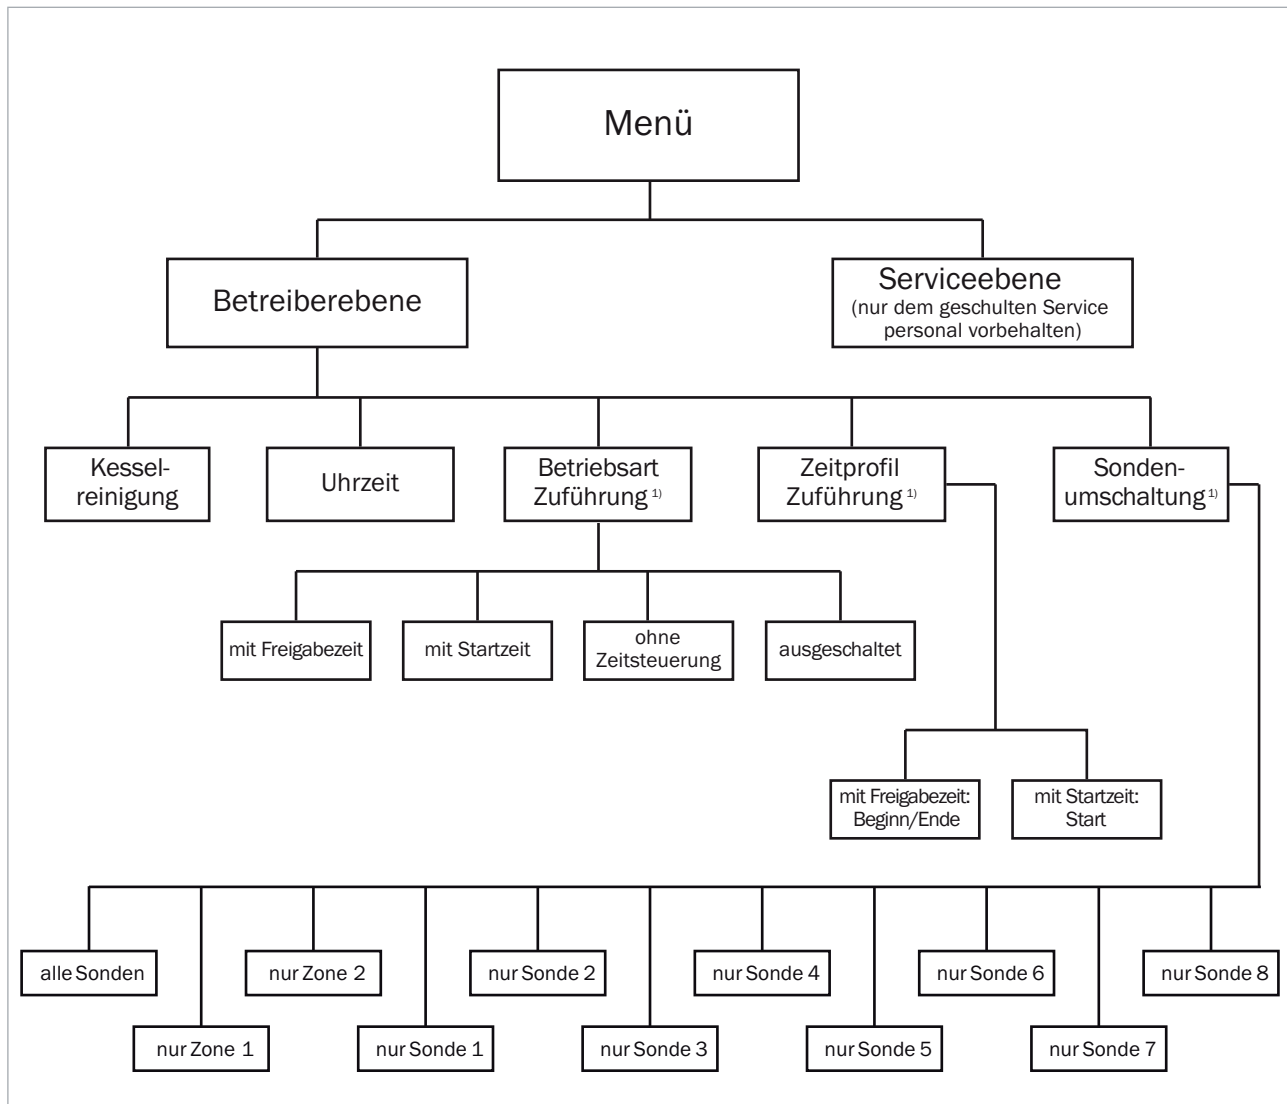 Menü
Betreiberebene
Serviceebene
(nur dem geschulten Service
personal vorbehalten)
Kessel-
reinigung
Uhrzeit
Betriebsart
Zuführung 1)
Zeitprofil
Zuführung 1)
Sonden-
umschaltung 1)
mit Freigabezeit
mit Startzeit
ohne
Zeitsteuerung
ausgeschaltet
mit Freigabezeit:
Beginn/Ende
mit Startzeit:
Start
alle Sonden
nur Zone 2
nur Sonde 2
nur Sonde 4
nur Sonde 6
nur Sonde 8
nur Zone 1
nur Sonde 1
nur Sonde 3
nur Sonde 5
nur Sonde 7